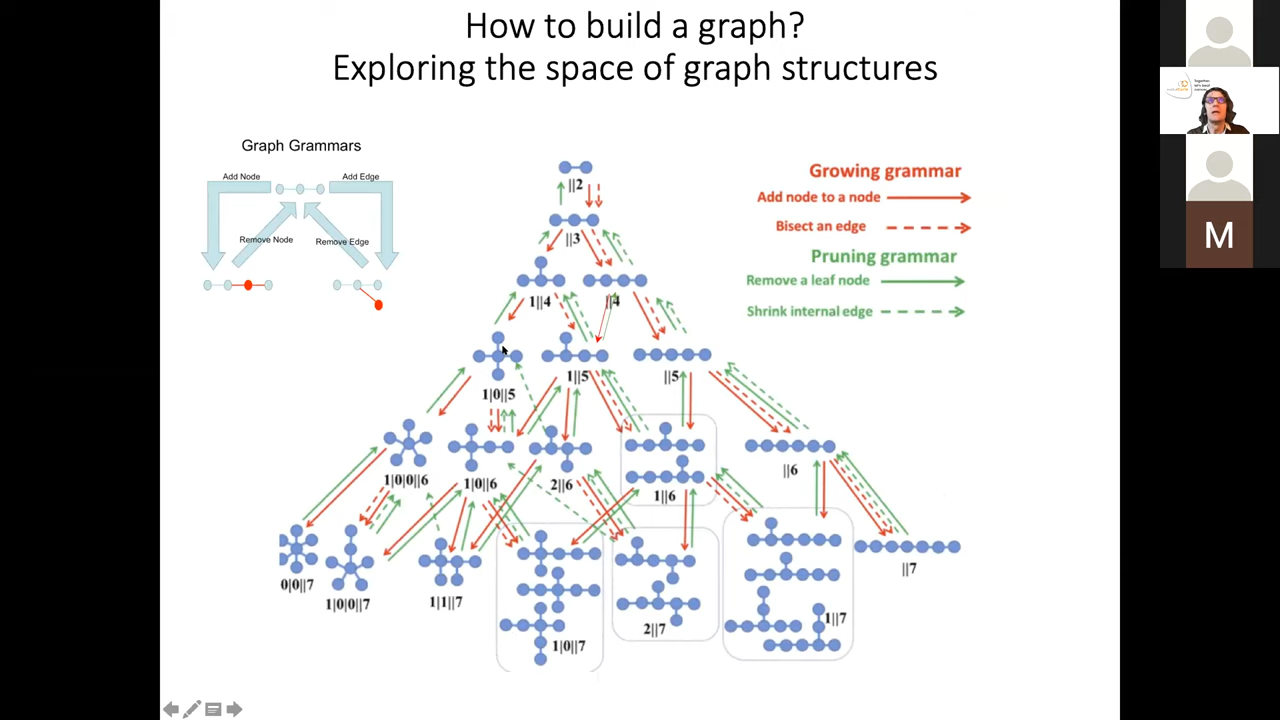 How to build a graph?
Exploring the space of graph structures
Graph Grammars
Add Node
Add Edge
Remove Node
Remove Edge
Growing grammar
Add node to a node
Bisect an edge
Pruning grammar
Remove a leaf node
Shrink internal edge
||2
||3
1||4
||4
1|0||5
1||5
||5
1|0|0||6
1|0||6
2||6
1||6
||6
0|0||7
1|0|0||7
1|1||7
1|0||7
2||7
1||7
||7
Together
M